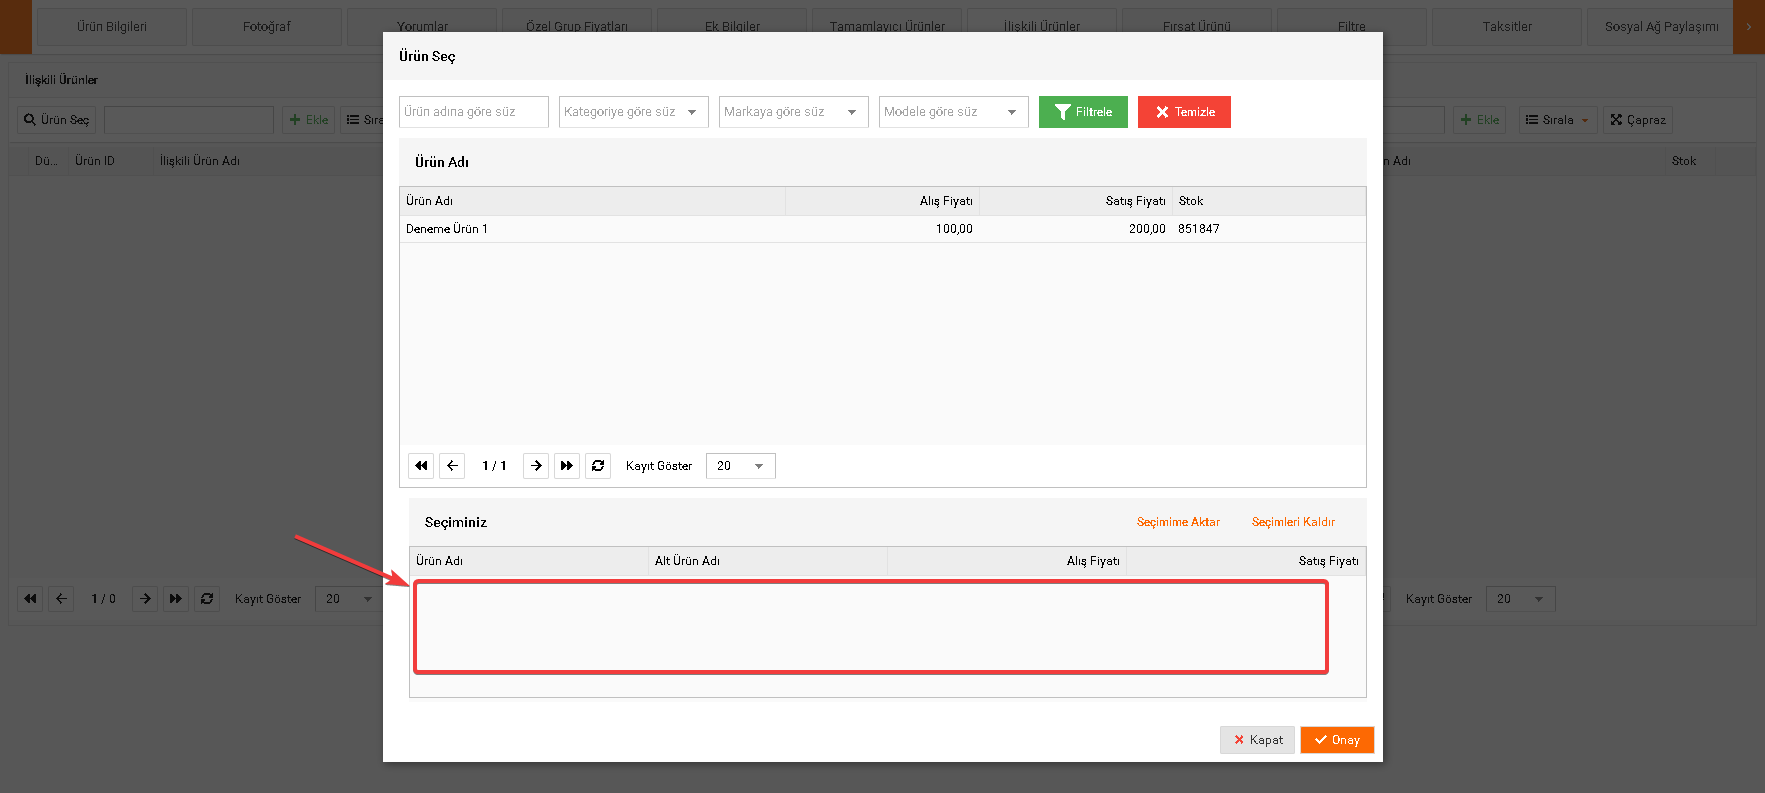 Ürün Bilgileri Fotoğraf Yorumlar Özel Grup Fiyatları Ek Bilgiler Tamamlayıcı Ürünler İlişkili Ürünler Fırsat Ürünü Filtre Taksitler Sosyal Ağ Paylaşımı
Ürün Seç
İlişkili Ürünler
Ürün adına göre süz Kategoriye göre süz Markaya göre süz Modele göre süz Filtrele Temizle
Ürün Seç Ekle Sıra Ekle Sırala Çapraz
Dü... Ürün ID İlişkili Ürün Adı Ürün Adı n Adı Stok
Ürün Adı Alış Fiyatı Satış Fiyatı Stok
Deneme Ürün 1 100,00 200,00 851847
1 / 1 Kayıt Göster 20
Seçiminiz Seçimime Aktar Seçimleri Kaldır
Ürün Adı Alt Ürün Adı Alış Fiyatı Satış Fiyatı
1 / 0 Kayıt Göster 20 Kayıt Göster 20
Kapat Onay